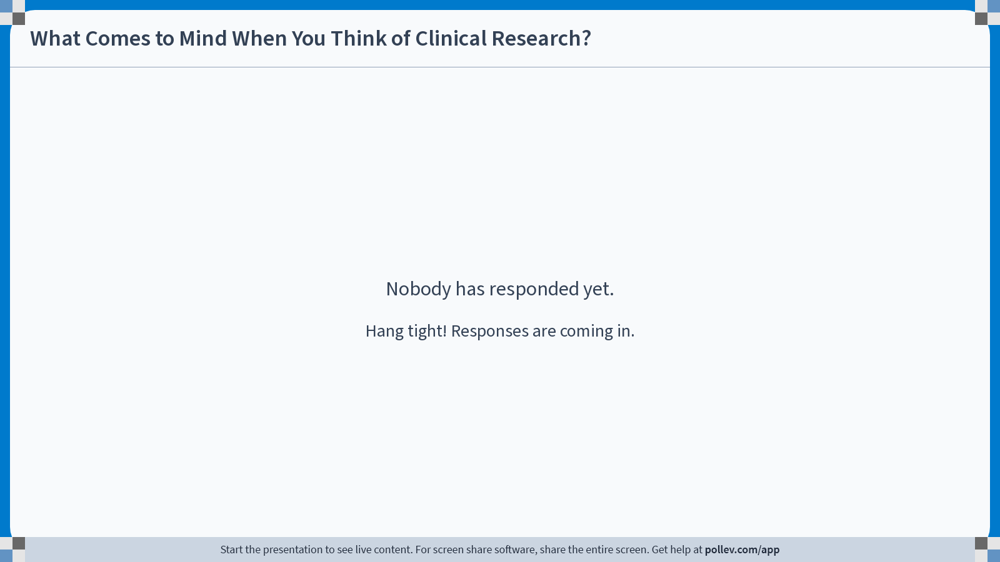 What Comes to Mind When You Think of Clinical Research?
Nobody has responded yet.
Hang tight! Responses are coming in.
Start the presentation to see live content. For screen share software, share the entire screen. Get help at pollev.com/app